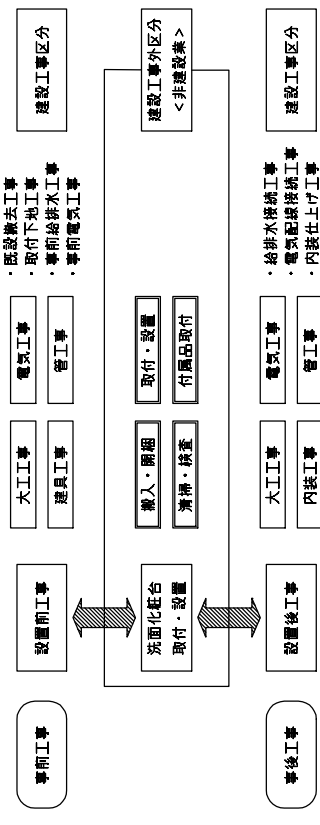 事前工事
設置前工事
大工工事
電気工事
建具工事
管工事
・既設撤去工事
・取付下地工事
・事前給排水工事
・事前電気工事
建設工事区分
洗面化粧台
取付・設置
搬入・開梱
取付・設置
清掃・検査
付属品取付
建設工事外区分
<非建設業>
事後工事
設置後工事
大工工事
電気工事
内装工事
管工事
・給排水接続工事
・電気配線接続工事
・内装仕上げ工事
建設工事区分